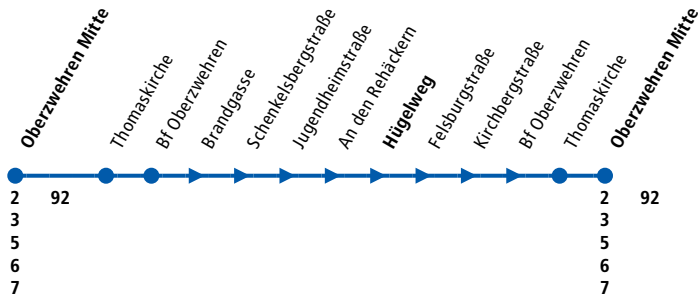 Oberzwehren Mitte
Thomaskirche
Bf Oberzwehren
Brandgasse
Schenkelsbergstraße
Jugendheimstraße
An den Rehäckern
Hügelweg
Felsburgstraße
Kirchbergstraße
Bf Oberzwehren
Thomaskirche
Oberzwehren Mitte
2 92 2 92
3 3
5 5
6 6
7 7